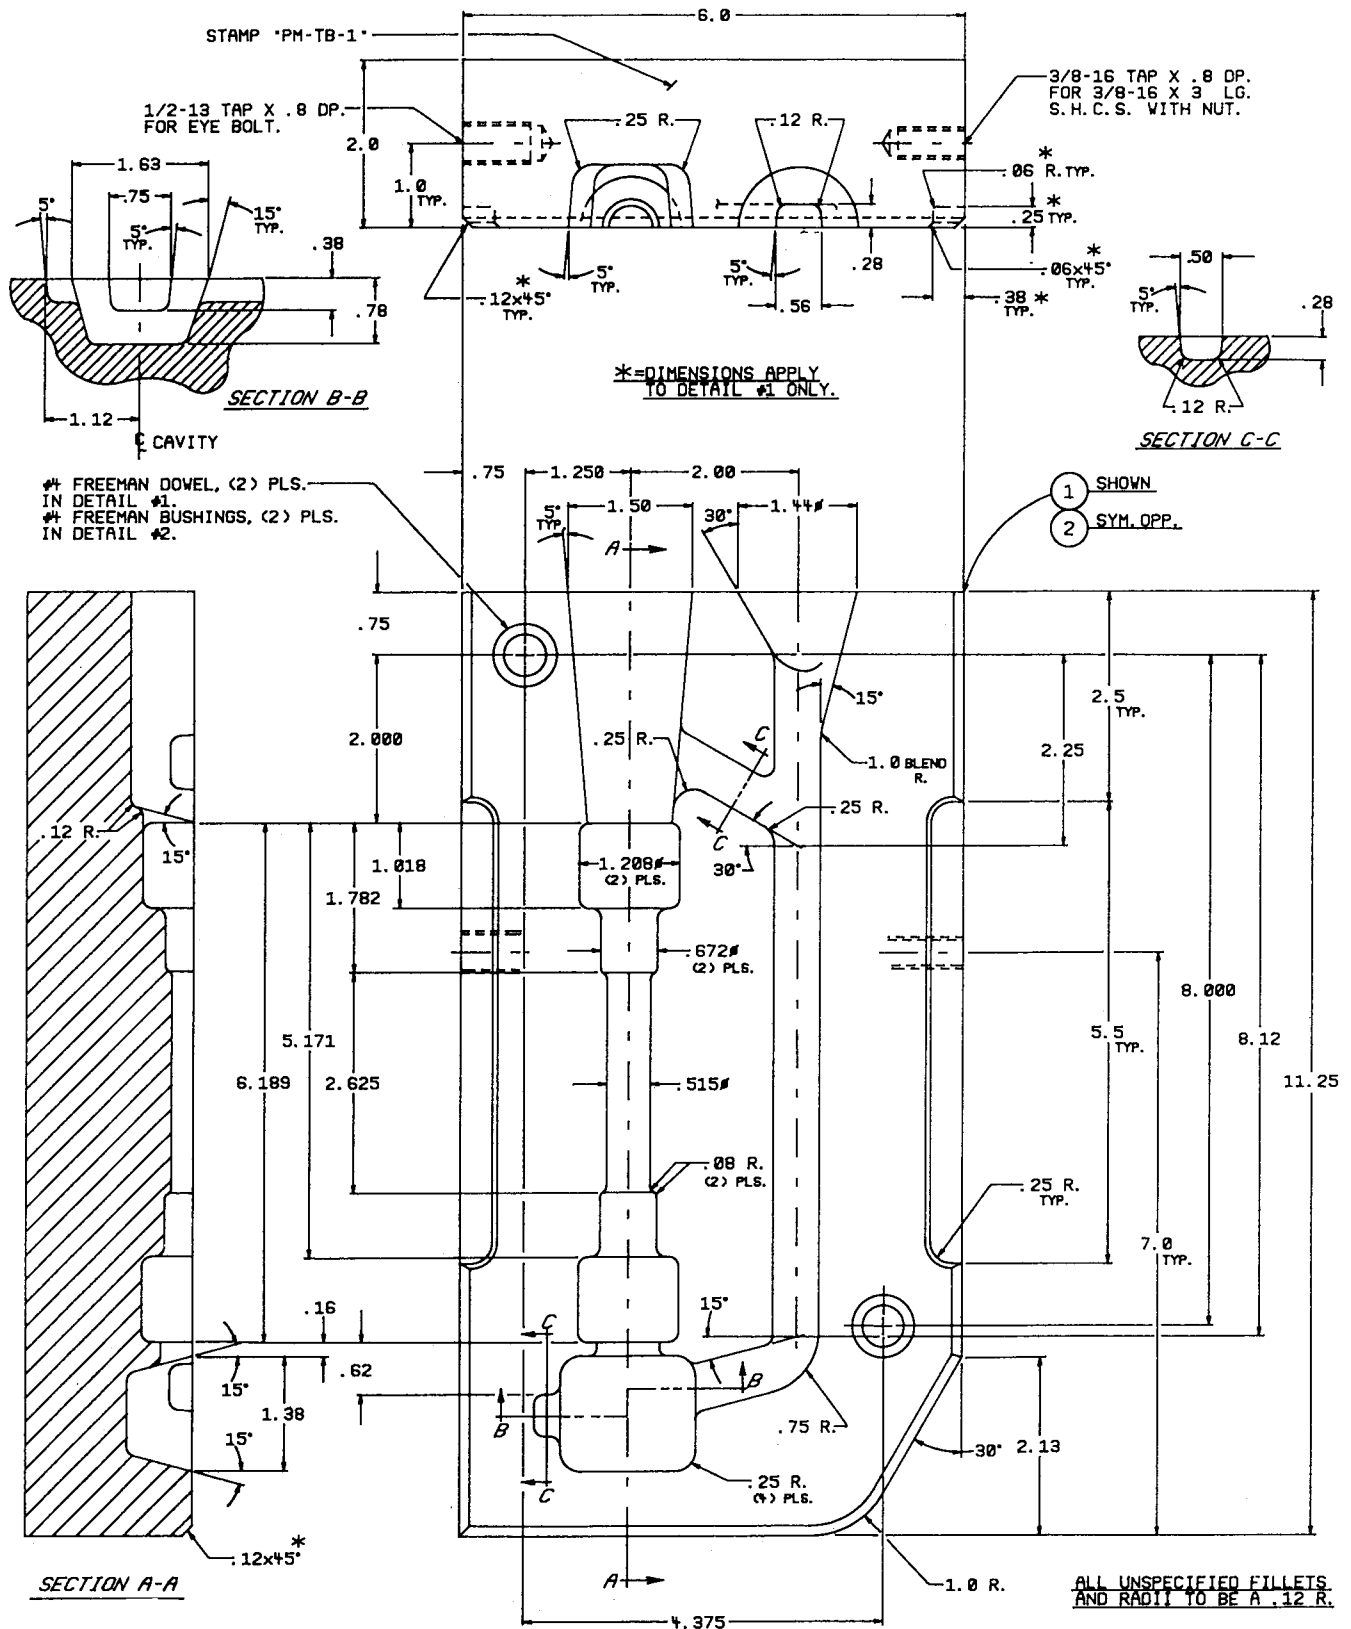 6.0
STAMP "PM-TB-1"
3/8-16 TAP X .8 DP.
FOR 3/8-16 X 3 LG.
S.H.C.S. WITH NUT.
1/2-13 TAP X .8 DP.
FOR EYE BOLT.
2.0
1.0
TYP.
.25 R.
.12 R.
*
.06 R. TYP.
.25 *
TYP.
1.63
.75
5°
5°
TYP.
15°
TYP.
.38
.78
*
.12x45°
TYP.
5°
TYP.
5°
TYP.
.56
.28
*
.06x45°
TYP.
.38 *
.50
5°
TYP.
.28
.12 R.
SECTION C-C
1.12
SECTION B-B
℄ CAVITY
*=DIMENSIONS APPLY
TO DETAIL #1 ONLY.
#4 FREEMAN DOWEL, (2) PLS.
IN DETAIL #1.
#4 FREEMAN BUSHINGS, (2) PLS.
IN DETAIL #2.
.75
1.250
2.00
5°
TYP.
1.50
30°
1.44ø
A
1 SHOWN
2 SYM. OPP.
.75
2.000
2.5
TYP.
2.25
15°
.25 R.
C
1.0 BLEND
R.
.25 R.
C
30°
.12 R.
15°
1.018
1.782
1.208ø
(2) PLS.
.672ø
(2) PLS.
8.000
8.12
11.25
5.5
TYP.
5.171
6.189
2.625
.515ø
.08 R.
(2) PLS.
.25 R.
TYP.
7.0
TYP.
.16
.62
15°
1.38
15°
C
15°
B
B
C
.75 R.
.25 R.
(4) PLS.
30°
2.13
.12x45°
*
SECTION A-A
A
1.0 R.
4.375
ALL UNSPECIFIED FILLETS
AND RADII TO BE A .12 R.